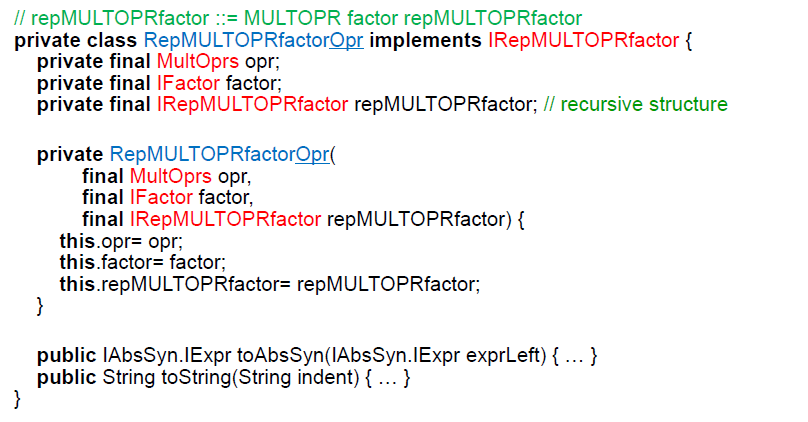 // repMULTOPRfactor ::= MULTOPR factor repMULTOPRfactor
private class RepMULTOPRfactorOpr implements IRepMULTOPRfactor {
private final MultOprs opr;
private final IFactor factor;
private final IRepMULTOPRfactor repMULTOPRfactor; // recursive structure
private RepMULTOPRfactorOpr(
final MultOprs opr,
final IFactor factor,
final IRepMULTOPRfactor repMULTOPRfactor) {
this.opr= opr;
this.factor= factor;
this.repMULTOPRfactor= repMULTOPRfactor;
}
public IAbsSyn.IExpr toAbsSyn(IAbsSyn.IExpr exprLeft) { … }
public String toString(String indent) { … }
}